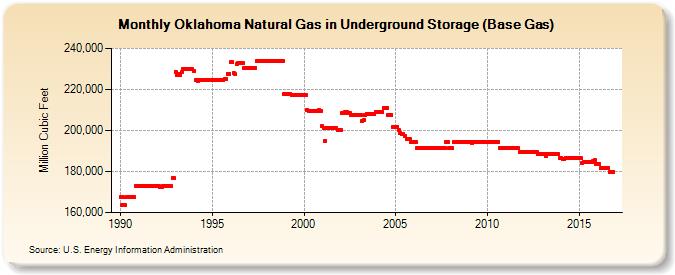 Monthly Oklahoma Natural Gas in Underground Storage (Base Gas)
Million Cubic Feet
240,000
220,000
200,000
180,000
160,000
1990 1995 2000 2005 2010 2015
Source: U.S. Energy Information Administration